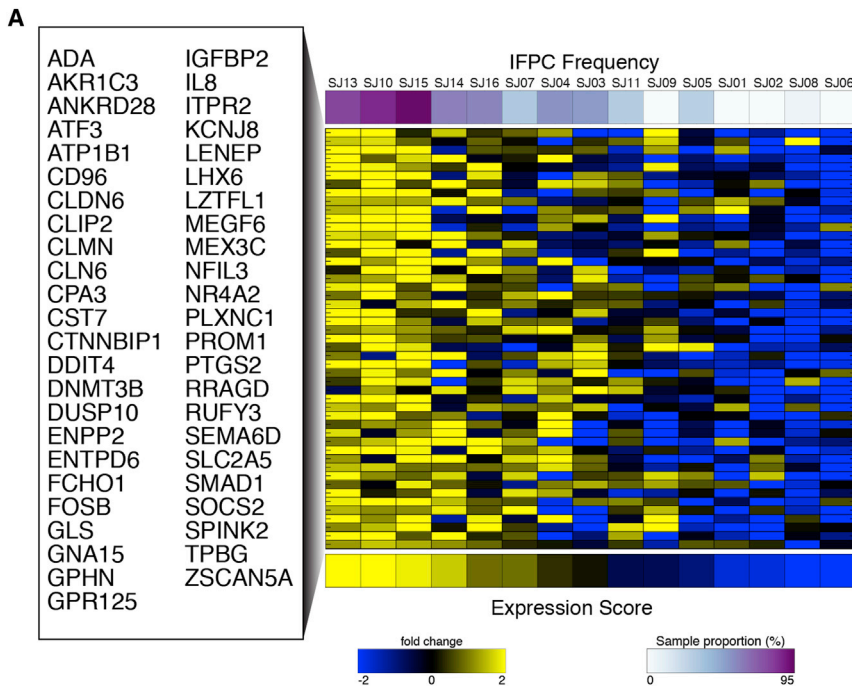 A
ADA
AKR1C3
ANKRD28
ATF3
ATP1B1
CD96
CLDN6
CLIP2
CLMN
CLN6
CPA3
CST7
CTNNBIP1
DDIT4
DNMT3B
DUSP10
ENPP2
ENTPD6
FCHO1
FOSB
GLS
GNA15
GPHN
GPR125
IGFBP2
IL8
ITPR2
KCNJ8
LENEP
LHX6
LZTFL1
MEGF6
MEX3C
NFIL3
NR4A2
PLXNC1
PROM1
PTGS2
RRAGD
RUFY3
SEMA6D
SLC2A5
SMAD1
SOCS2
SPINK2
TPBG
ZSCAN5A
IFPC Frequency
SJ13 SJ10 SJ15 SJ14 SJ16 SJ07 SJ04 SJ03 SJ11 SJ09 SJ05 SJ01 SJ02 SJ08 SJ06
Expression Score
fold change
-2 0 2
Sample proportion (%)
0 95